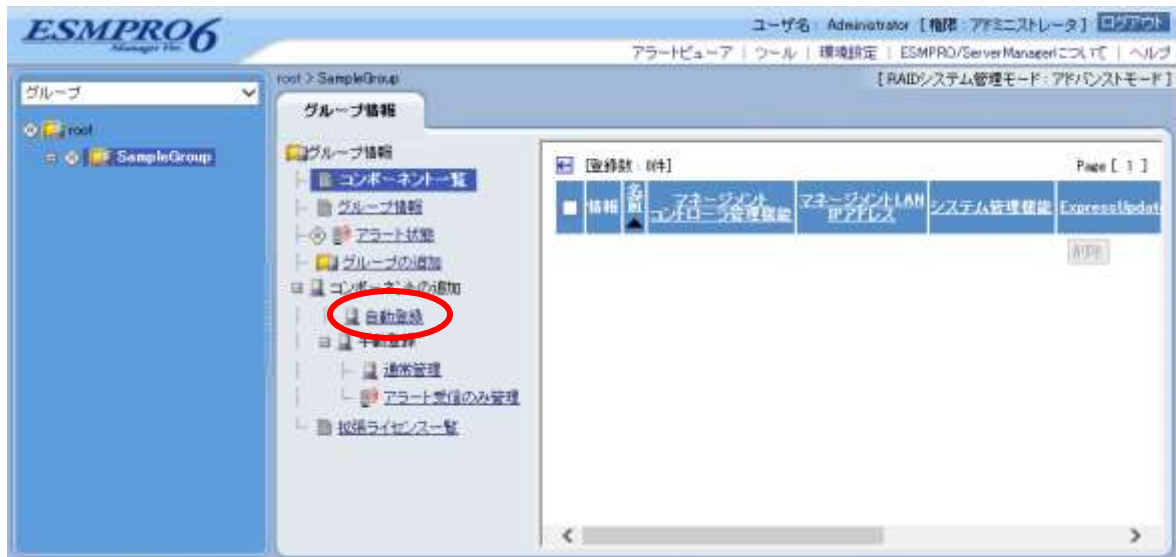 ESMPRO6
Manager Ver.
ユーザ名 : Administrator [ 権限 : アドミニストレータ ] ログアウト
アラートビューア | ツール | 環境設定 | ESMPRO/ServerManagerについて | ヘルプ
グループ
root
SampleGroup
root > SampleGroup
[ RAIDシステム管理モード : アドバンストモード ]
グループ情報
グループ情報
コンポーネント一覧
グループ情報
アラート状態
グループの追加
コンポーネントの追加
自動登録
手動登録
通常管理
アラート受信のみ管理
拡張ライセンス一覧
[登録数 : 0件]
Page [ 1 ]
情報
名前
マネージメント
コントローラ管理機能
マネージメントLAN
IPアドレス
システム管理機能
ExpressUpdat
削除